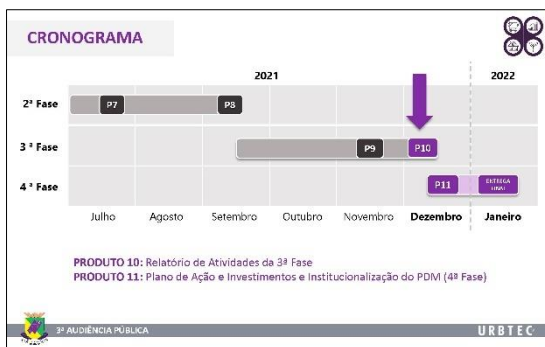 CRONOGRAMA
2021
2022
2ª Fase
P7
P8
3 ª Fase
P9
P10
4 ª Fase
P11
ENTREGA
FINAL
Julho
Agosto
Setembro
Outubro
Novembro
Dezembro
Janeiro
PRODUTO 10: Relatório de Atividades da 3ª Fase
PRODUTO 11: Plano de Ação e Investimentos e Institucionalização do PDM (4ª Fase)
3ª AUDIÊNCIA PÚBLICA
URBTEC